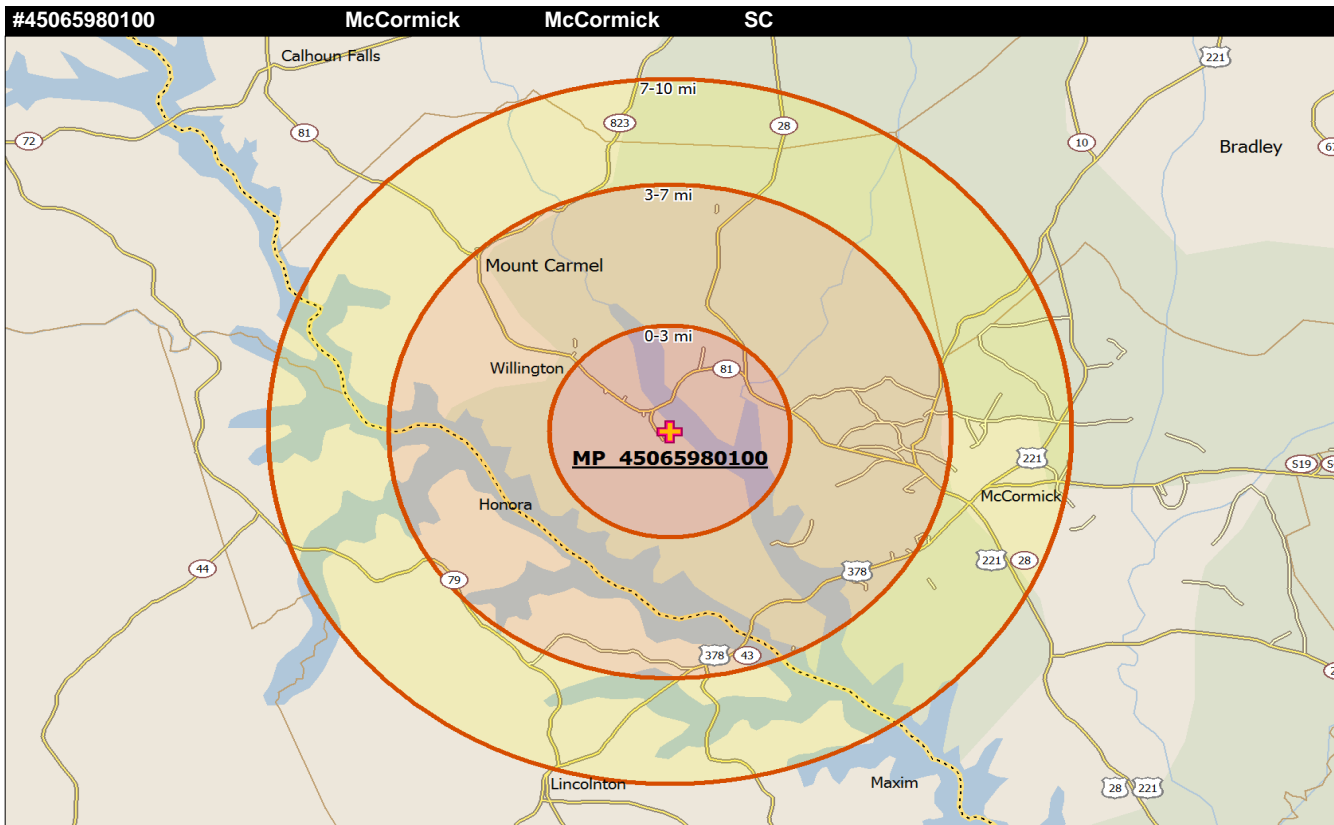 #45065980100 McCormick McCormick SC
Calhoun Falls
221
7-10 mi
823
28
81
72
10
Bradley
3-7 mi
Mount Carmel
0-3 mi
Willington
81
MP 45065980100
221
S19
McCormick
Honora
44
79
378
221
28
378
43
Lincolnton
Maxim
28
221